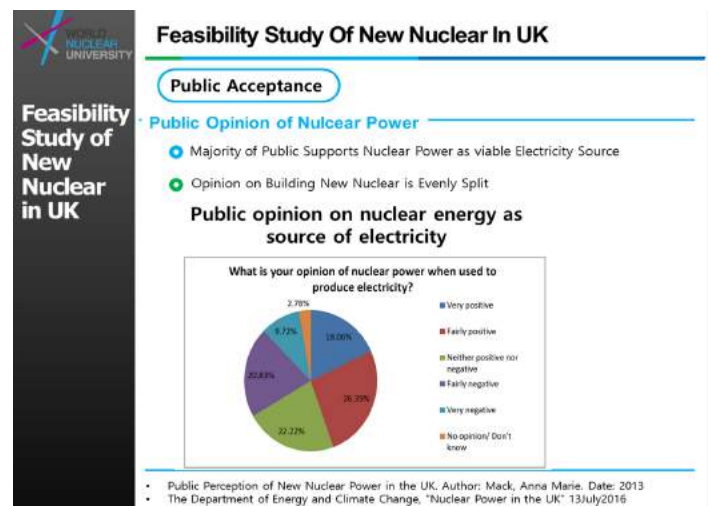 WORLD
NUCLEAR
UNIVERSITY
Feasibility
Study of
New
Nuclear
in UK
Feasibility Study Of New Nuclear In UK
Public Acceptance
Public Opinion of Nulcear Power
Majority of Public Supports Nuclear Power as viable Electricity Source
Opinion on Building New Nuclear is Evenly Split
Public opinion on nuclear energy as
source of electricity
What is your opinion of nuclear power when used to
produce electricity?
2.78%
9.72%
18.06%
20.83%
26.39%
22.22%
Very positive
Fairly positive
Neither positive nor
negative
Fairly negative
Very negative
No opinion/ Don't
know
• Public Perception of New Nuclear Power in the UK. Author: Mack, Anna Marie. Date: 2013
• The Department of Energy and Climate Change, "Nuclear Power in the UK" 13July2016